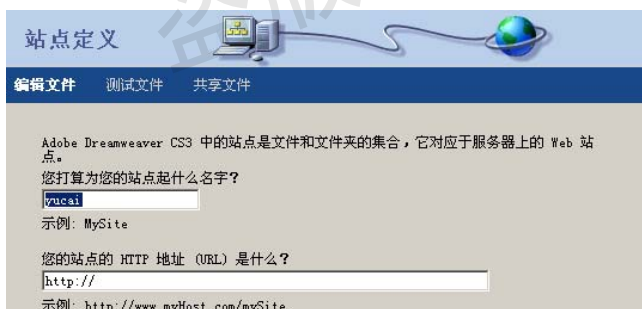 站点定义
编辑文件 测试文件 共享文件
Adobe Dreamweaver CS3 中的站点是文件和文件夹的集合，它对应于服务器上的 Web 站
点。
您打算为您的站点起什么名字?
yucai
示例: MySite
您的站点的 HTTP 地址 (URL) 是什么?
http://
示例: http://www.myHost.com/mySite